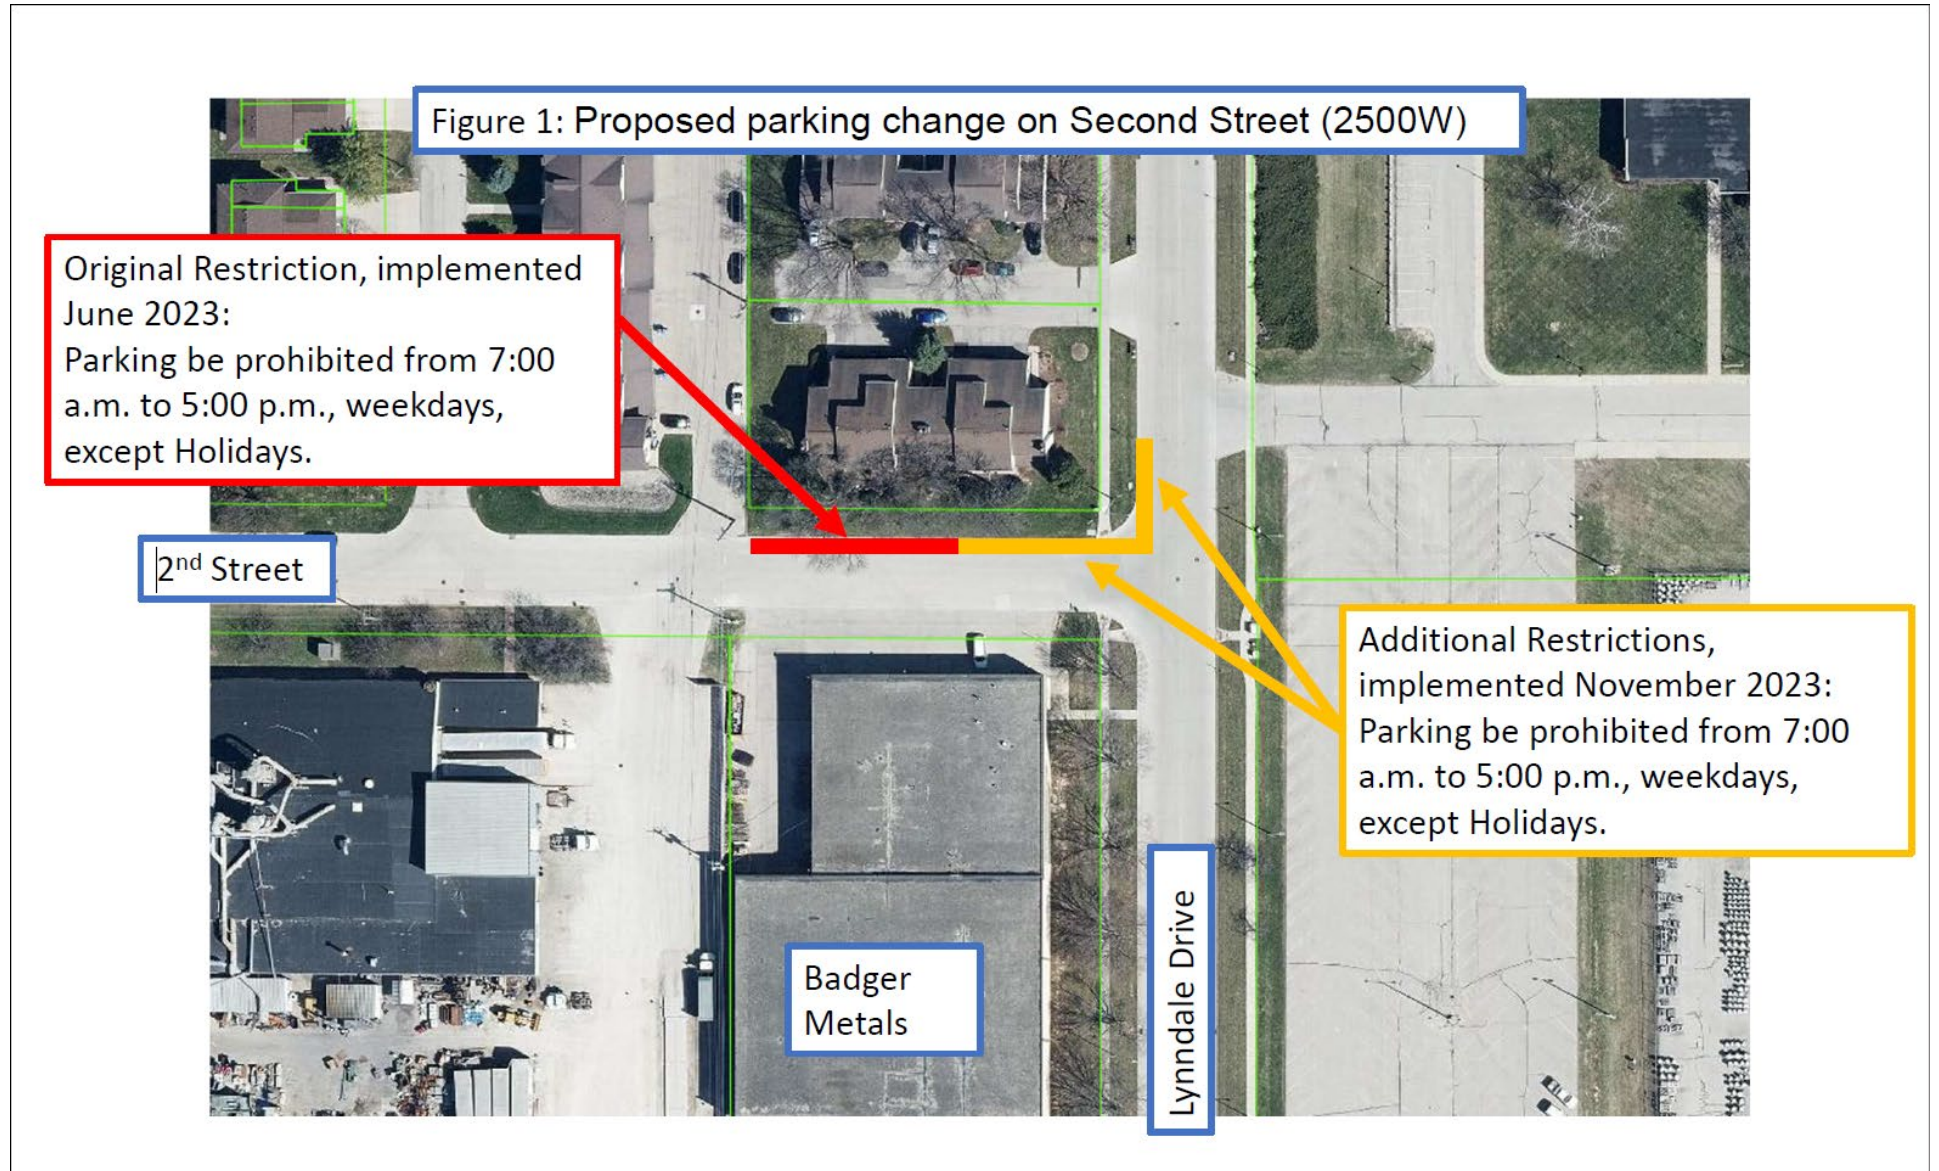 Figure 1: Proposed parking change on Second Street (2500W)
Original Restriction, implemented
June 2023:
Parking be prohibited from 7:00
a.m. to 5:00 p.m., weekdays,
except Holidays.
2nd Street
Additional Restrictions,
implemented November 2023:
Parking be prohibited from 7:00
a.m. to 5:00 p.m., weekdays,
except Holidays.
Badger
Metals
Lynndale Drive